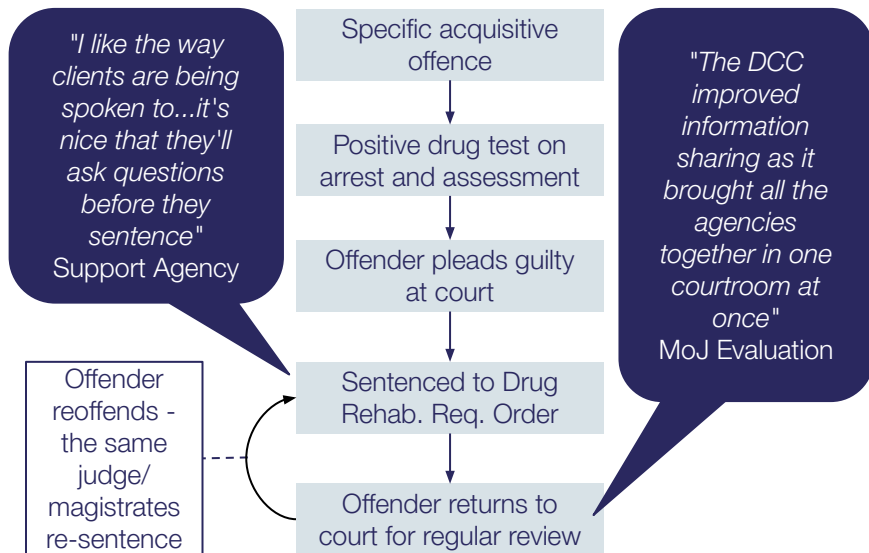 "I like the way
clients are being
spoken to...it's
nice that they'll
ask questions
before they
sentence"
Support Agency
Specific acquisitive
offence
Positive drug test on
arrest and assessment
Offender pleads guilty
at court
Sentenced to Drug
Rehab. Req. Order
Offender returns to
court for regular review
"The DCC
improved
information
sharing as it
brought all the
agencies
together in one
courtroom at
once"
MoJ Evaluation
Offender
reoffends -
the same
judge/
magistrates
re-sentence